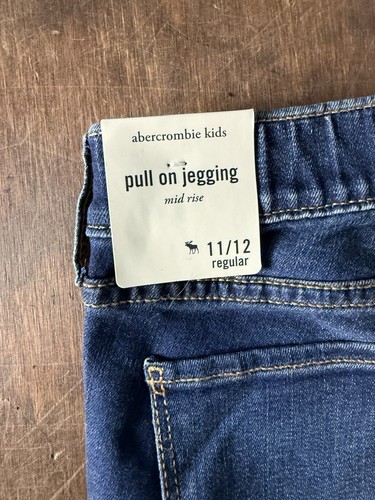 abercrombie kids
pull on jegging
mid rise
11/12
regular